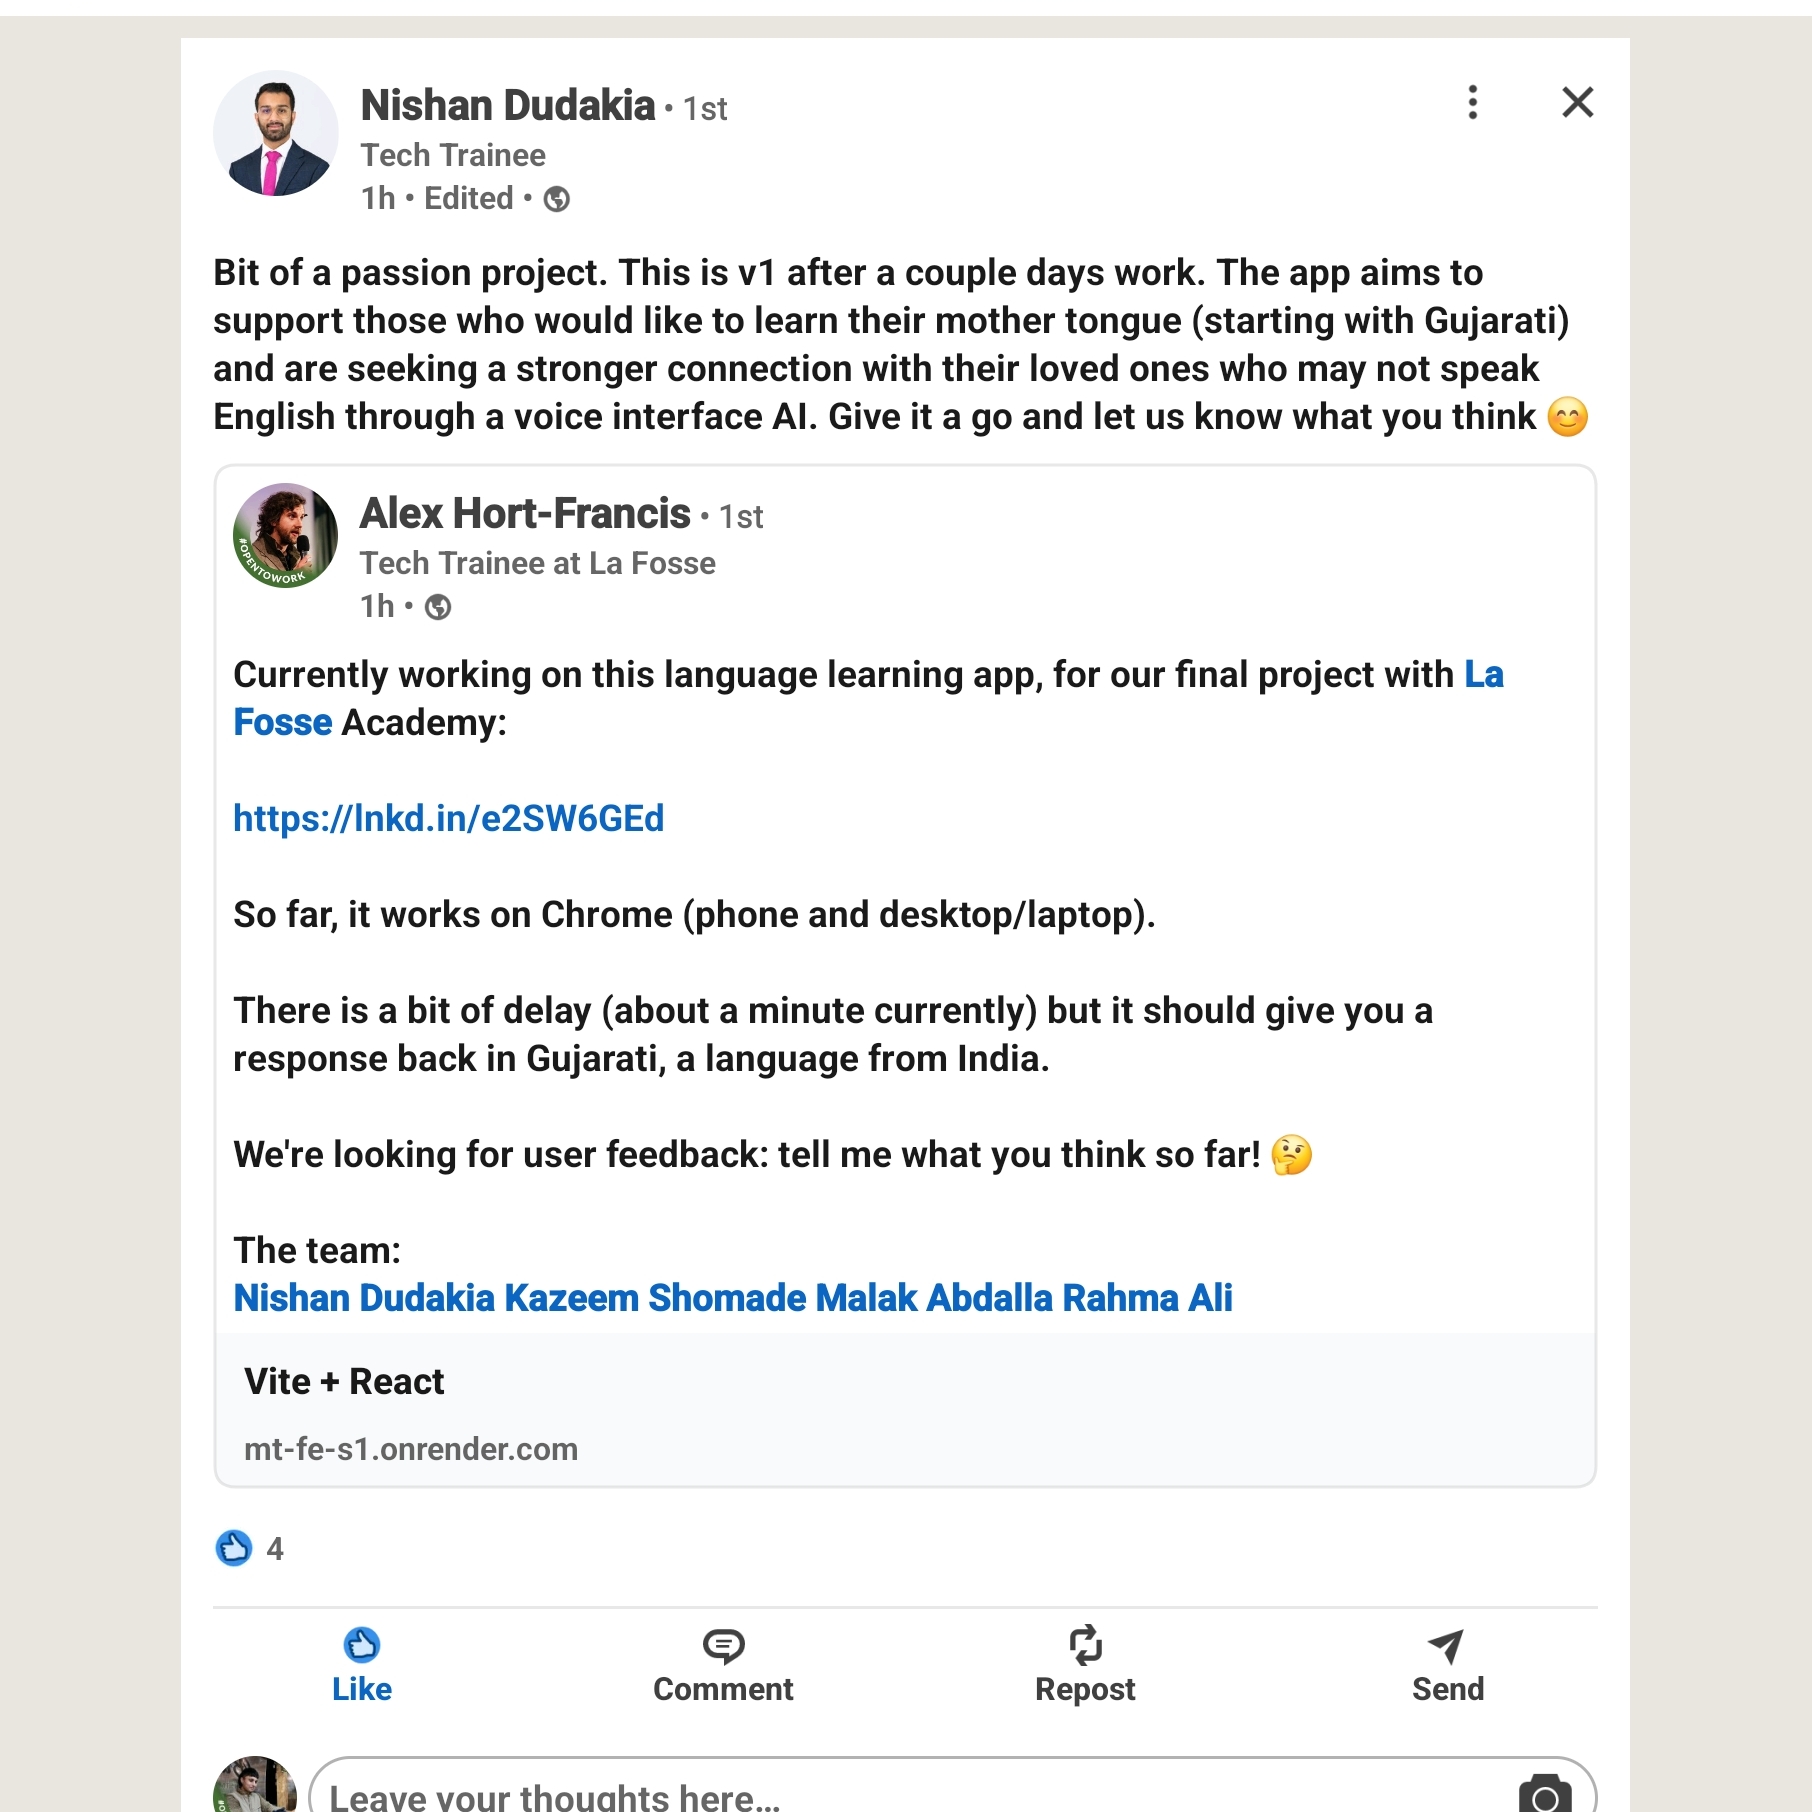 Nishan Dudakia • 1st
Tech Trainee
1h • Edited •
Bit of a passion project. This is v1 after a couple days work. The app aims to
support those who would like to learn their mother tongue (starting with Gujarati)
and are seeking a stronger connection with their loved ones who may not speak
English through a voice interface AI. Give it a go and let us know what you think 😊
#OPENTOWORK
Alex Hort-Francis • 1st
Tech Trainee at La Fosse
1h •
Currently working on this language learning app, for our final project with La
Fosse Academy:
https://lnkd.in/e2SW6GEd
So far, it works on Chrome (phone and desktop/laptop).
There is a bit of delay (about a minute currently) but it should give you a
response back in Gujarati, a language from India.
We're looking for user feedback: tell me what you think so far! 🤔
The team:
Nishan Dudakia Kazeem Shomade Malak Abdalla Rahma Ali
Vite + React
mt-fe-s1.onrender.com
4
Like
Comment
Repost
Send
Leave your thoughts here...